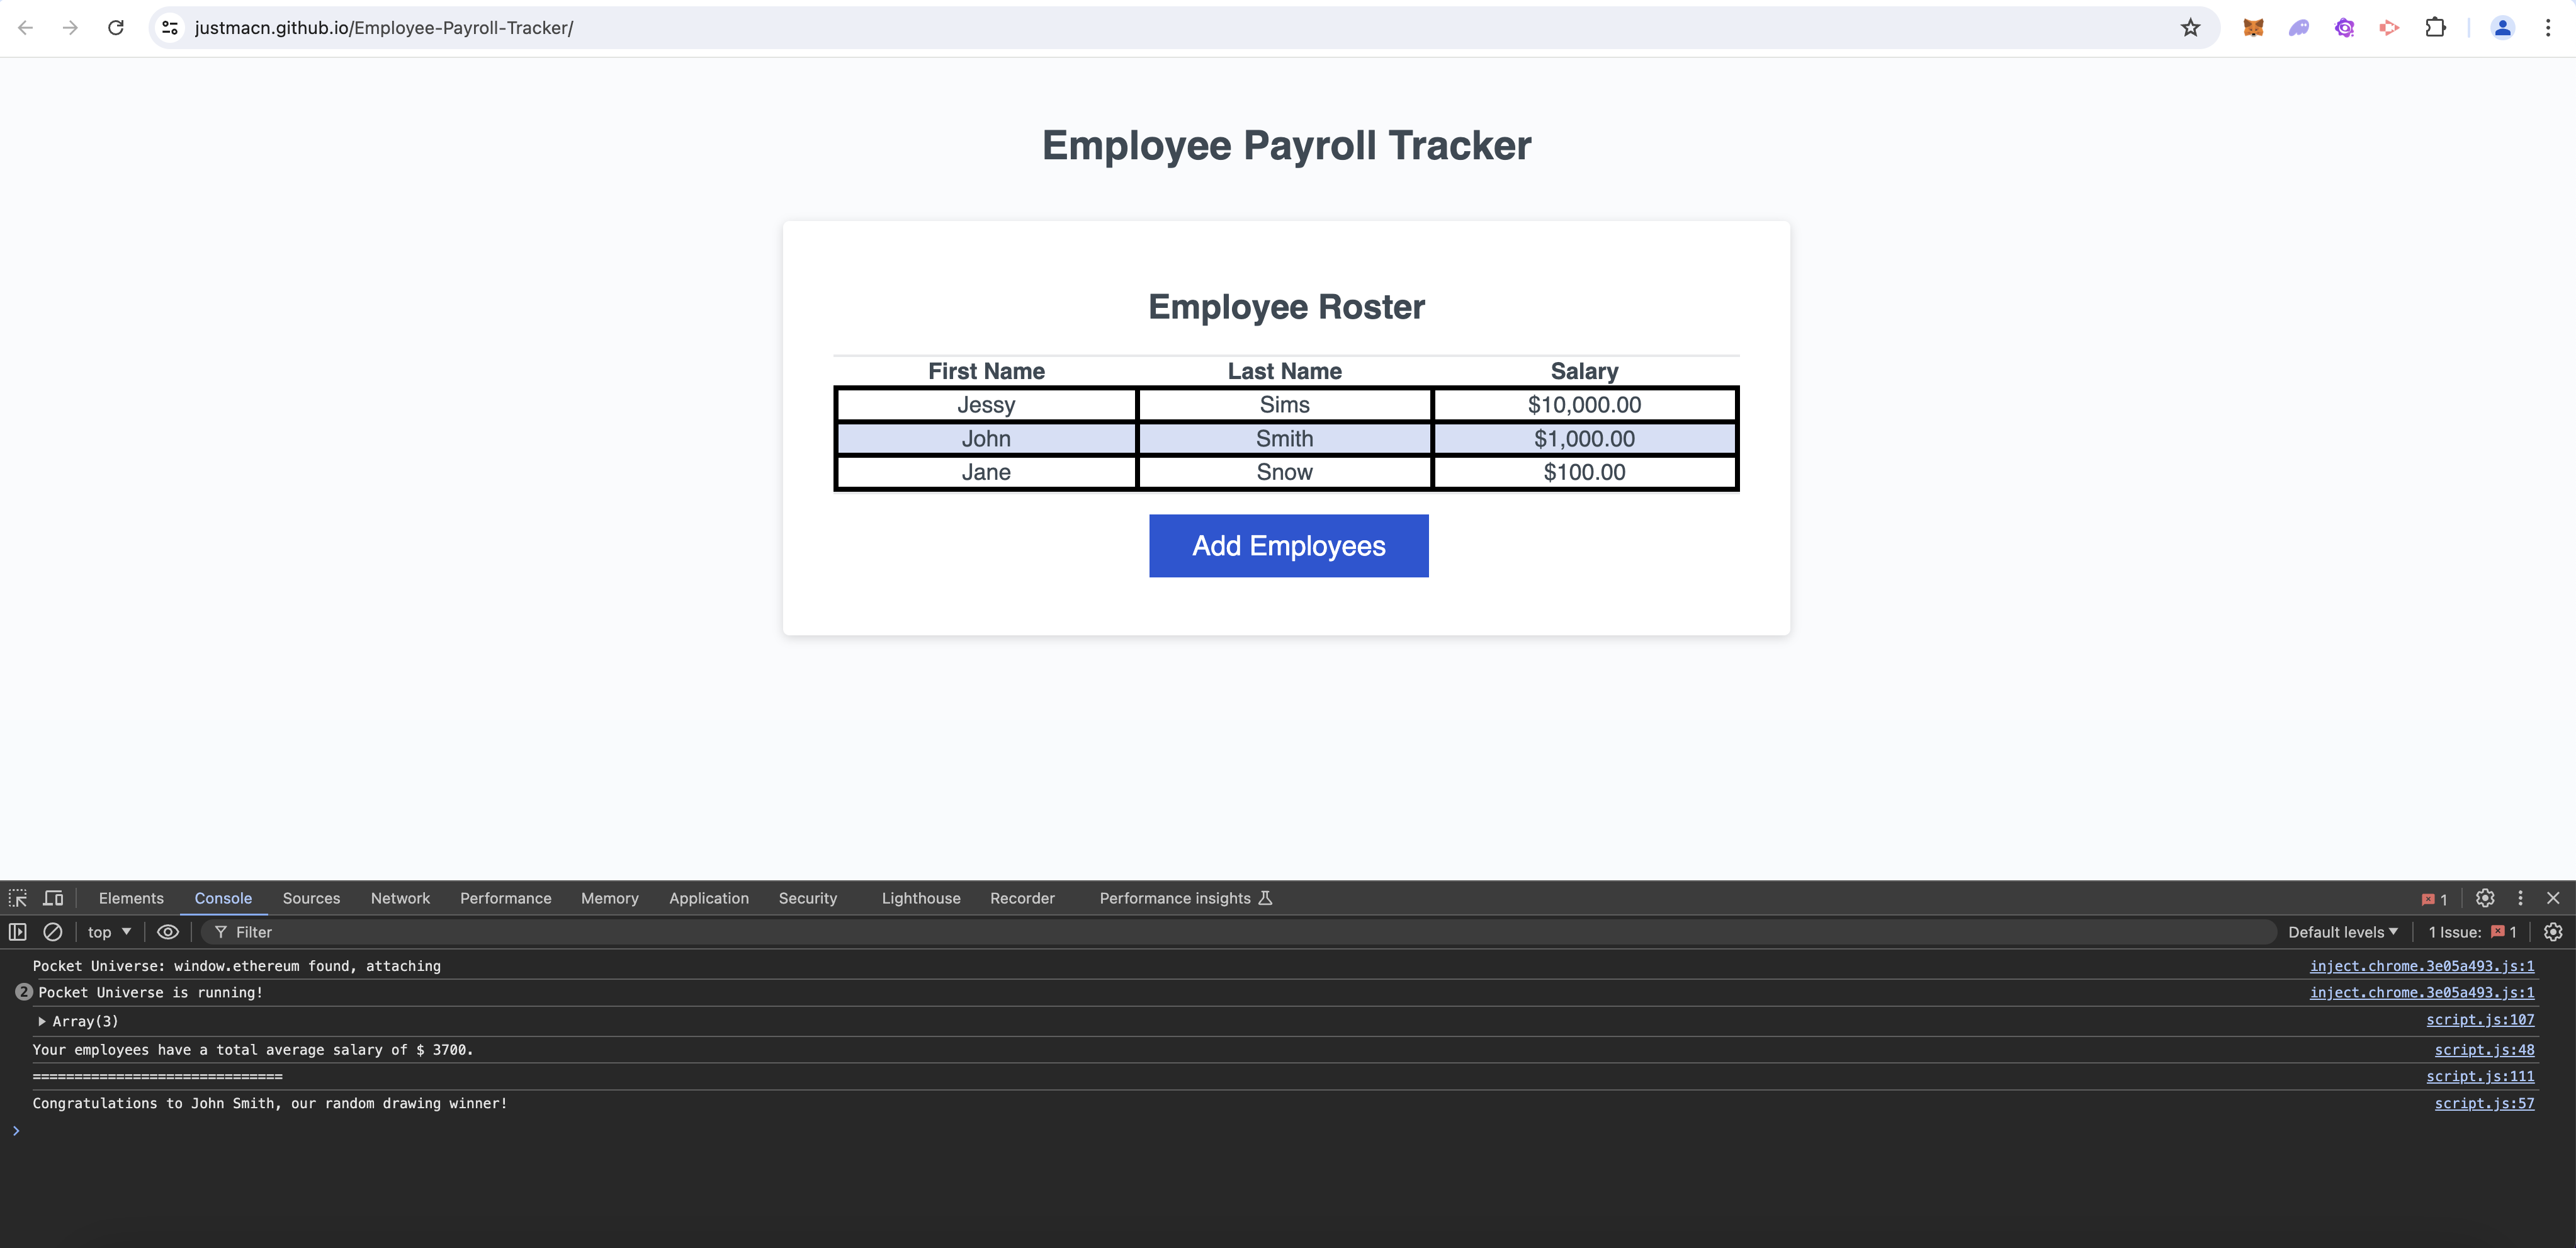 justmacn.github.io/Employee-Payroll-Tracker/
Employee Payroll Tracker
Employee Roster
First Name Last Name Salary
Jessy Sims $10,000.00
John Smith $1,000.00
Jane Snow $100.00
Add Employees
Elements Console Sources Network Performance Memory Application Security Lighthouse Recorder Performance insights 1
top Filter Default levels 1 Issue: 1
Pocket Universe: window.ethereum found, attaching inject.chrome.3e05a493.js:1
2 Pocket Universe is running! inject.chrome.3e05a493.js:1
Array(3) script.js:107
Your employees have a total average salary of $ 3700. script.js:48
============================== script.js:111
Congratulations to John Smith, our random drawing winner! script.js:57